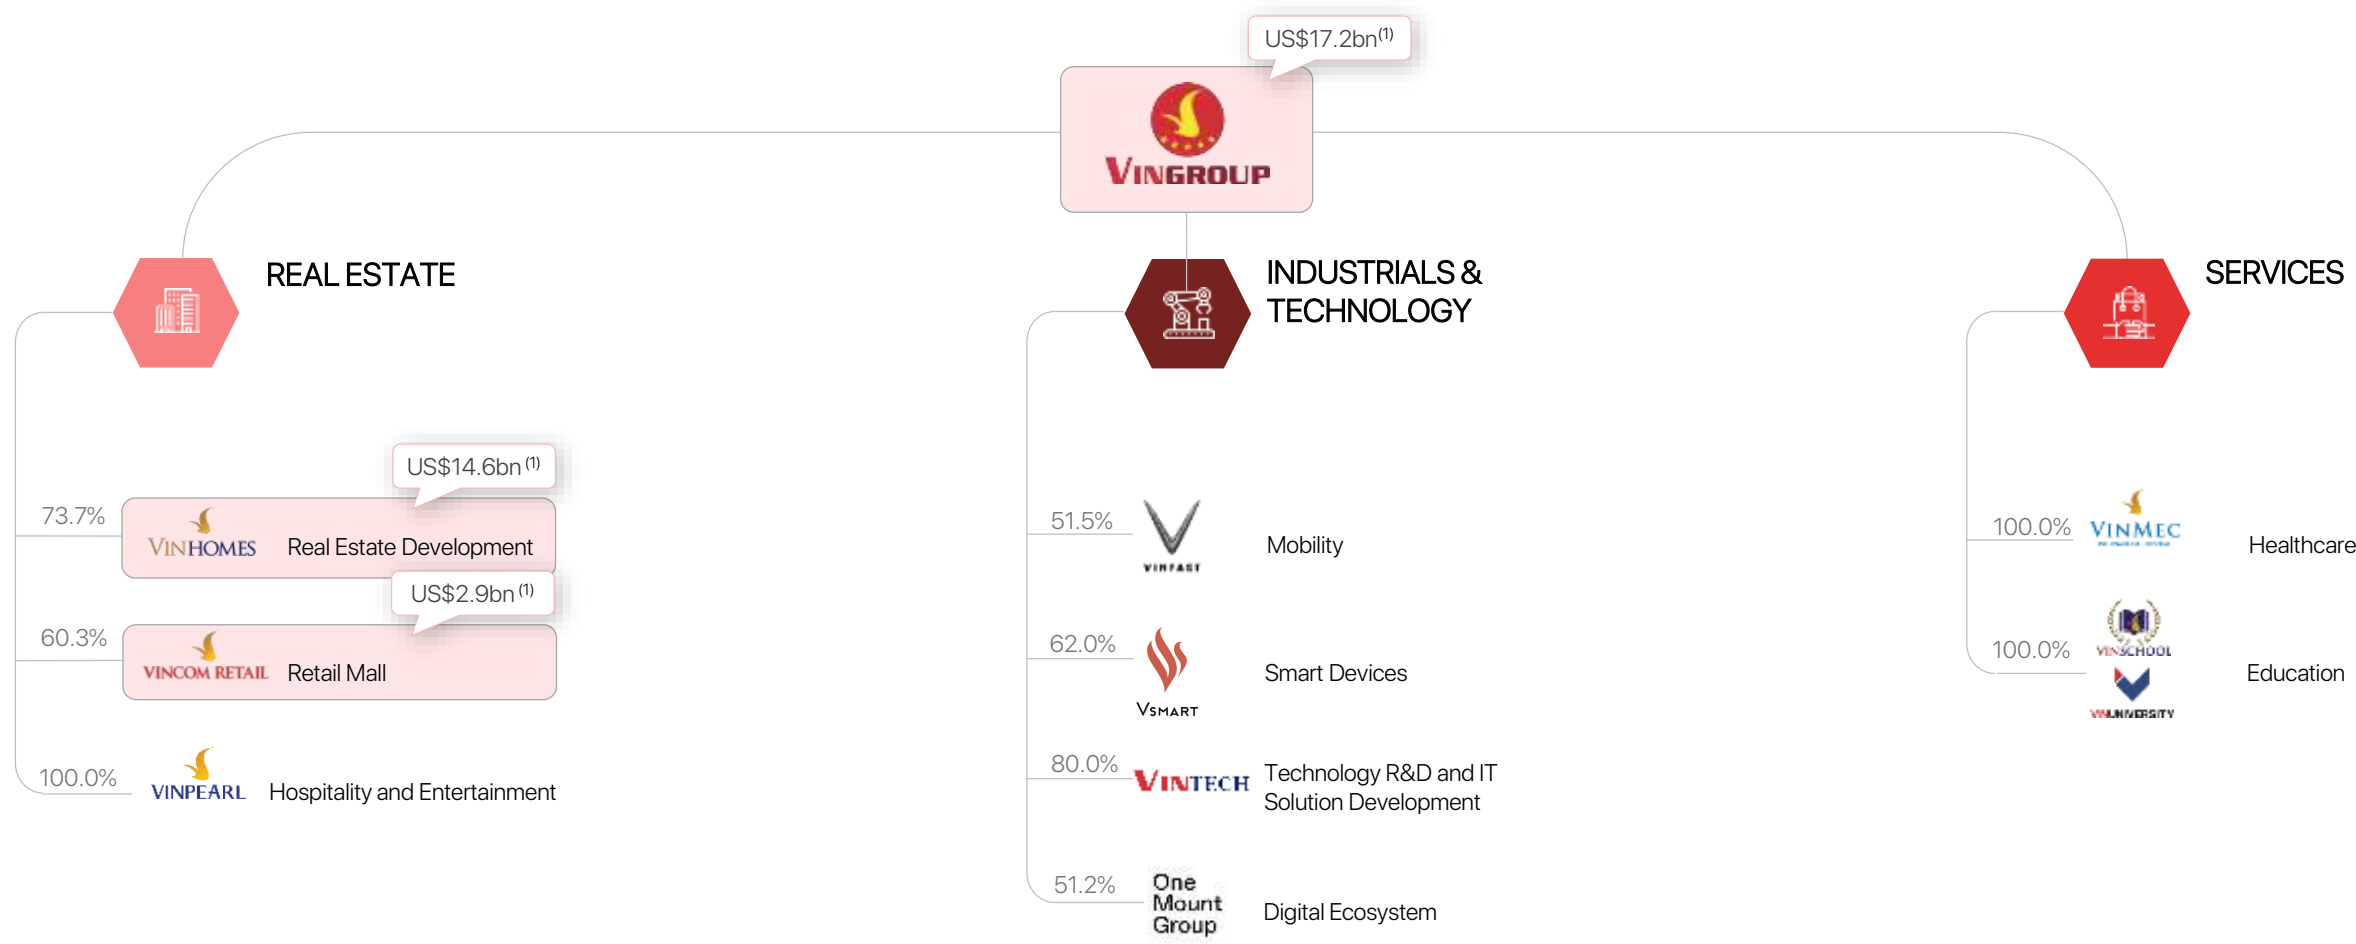 US$17.2bn(1)
VINGROUP
REAL ESTATE
US$14.6bn (1)
73.7%
VINHOMES
Real Estate Development
US$2.9bn (1)
60.3%
VINCOM RETAIL
Retail Mall
100.0%
VINPEARL
Hospitality and Entertainment
INDUSTRIALS &
TECHNOLOGY
51.5%
VINFAST
Mobility
62.0%
VSMART
Smart Devices
80.0%
VINTECH
Technology R&D and IT
Solution Development
51.2%
One
Mount
Group
Digital Ecosystem
SERVICES
100.0%
VINMEC
Healthcare
100.0%
VINSCHOOL
VINUNIVERSITY
Education